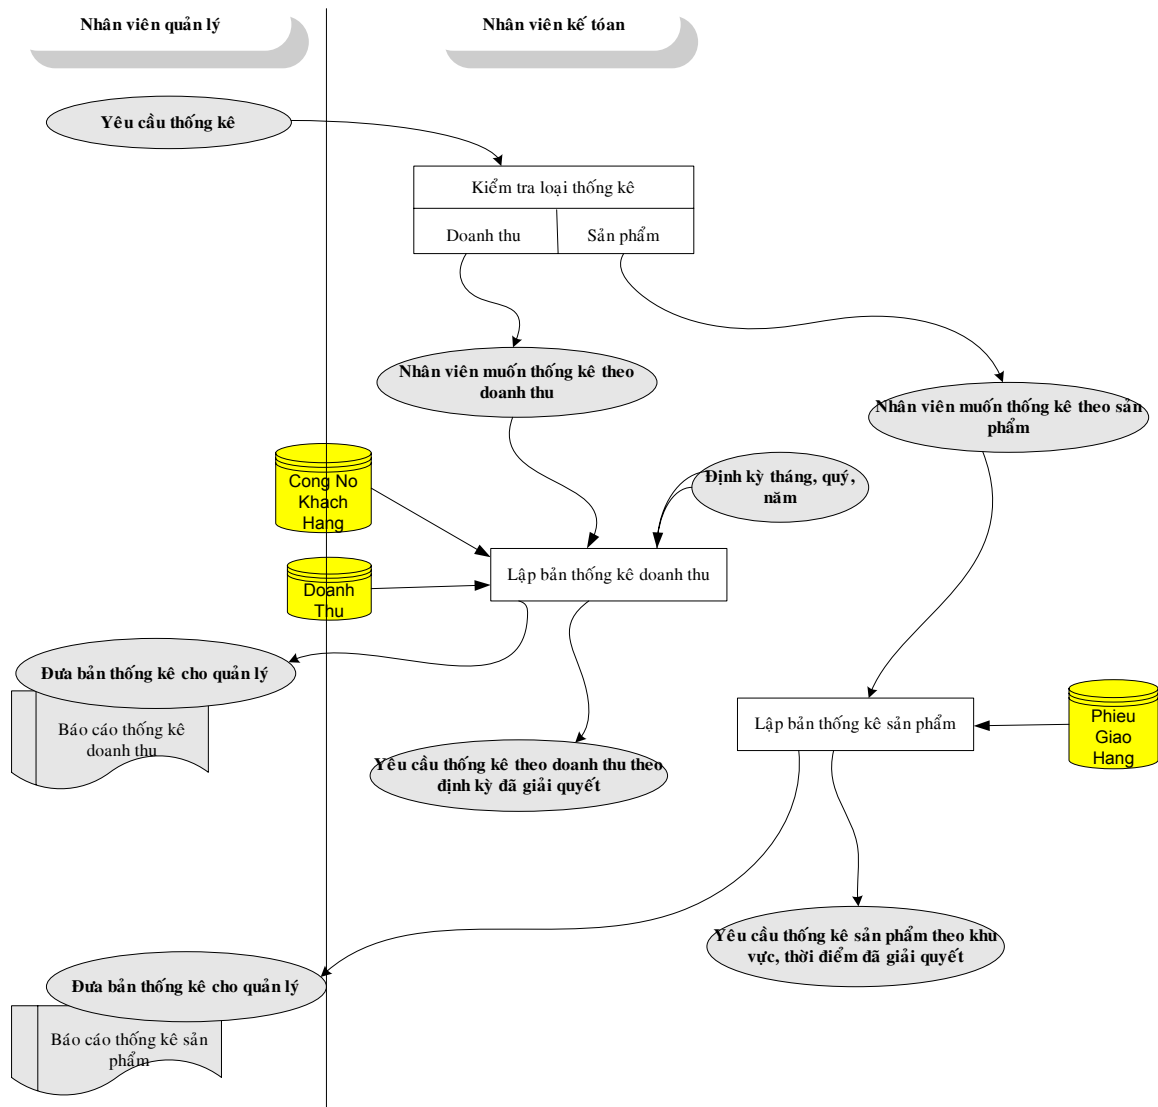 Nhân viên quản lý
Nhân viên kế tóan
Yêu cầu thống kê
Kiểm tra loại thống kê
Doanh thu
Sản phẩm
Nhân viên muốn thống kê theo
doanh thu
Nhân viên muốn thống kê theo sản
phẩm
Cong No
Khach
Hang
Định kỳ tháng, quý,
năm
Lập bản thống kê doanh thu
Doanh
Thu
Đưa bản thống kê cho quản lý
Báo cáo thống kê
doanh thu
Lập bản thống kê sản phẩm
Phieu
Giao
Hang
Yêu cầu thống kê theo doanh thu theo
định kỳ đã giải quyết
Yêu cầu thống kê sản phẩm theo khu
vực, thời điểm đã giải quyết
Đưa bản thống kê cho quản lý
Báo cáo thống kê sản
phẩm